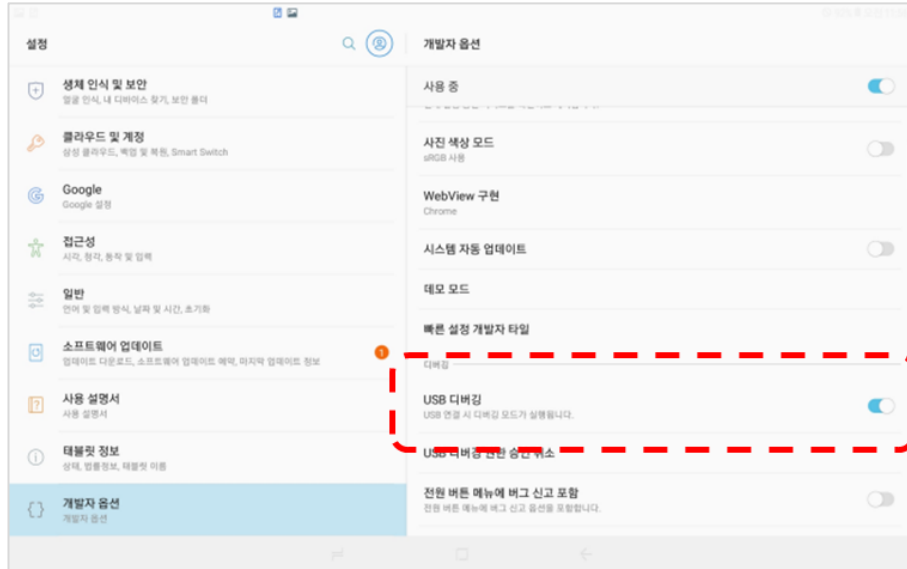 설정
생체 인식 및 보안
얼굴 인식, 내 디바이스 찾기, 보안 폴더
클라우드 및 계정
삼성 클라우드, 백업 및 복원, Smart Switch
Google
Google 설정
접근성
시각, 청각, 동작 및 입력
일반
언어 및 입력 방식, 날짜 및 시간, 초기화
소프트웨어 업데이트
업데이트 다운로드, 소프트웨어 업데이트 예약, 마지막 업데이트 정보
1
사용 설명서
사용 설명서
태블릿 정보
상태, 법률정보, 태블릿 이름
개발자 옵션
개발자 옵션
개발자 옵션
사용 중
사진 색상 모드
sRGB 사용
WebView 구현
Chrome
시스템 자동 업데이트
데모 모드
빠른 설정 개발자 타일
디버깅
USB 디버깅
USB 연결 시 디버깅 모드가 실행됩니다.
USB 디버깅 권한 승인 취소
전원 버튼 메뉴에 버그 신고 포함
전원 버튼 메뉴에 버그 신고 옵션을 포함합니다.